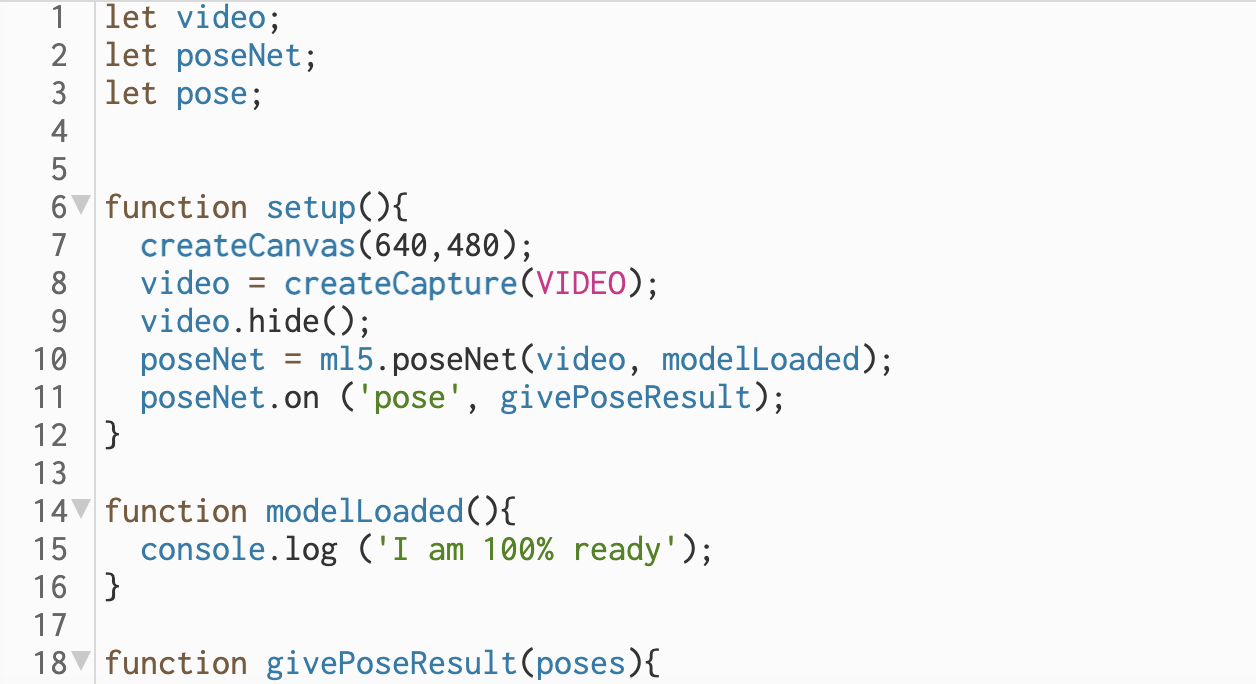 1 let video;
2 let poseNet;
3 let pose;
4
5
6 function setup(){
7   createCanvas(640,480);
8   video = createCapture(VIDEO);
9   video.hide();
10   poseNet = ml5.poseNet(video, modelLoaded);
11   poseNet.on ('pose', givePoseResult);
12 }
13
14 function modelLoaded(){
15   console.log ('I am 100% ready');
16 }
17
18 function givePoseResult(poses){